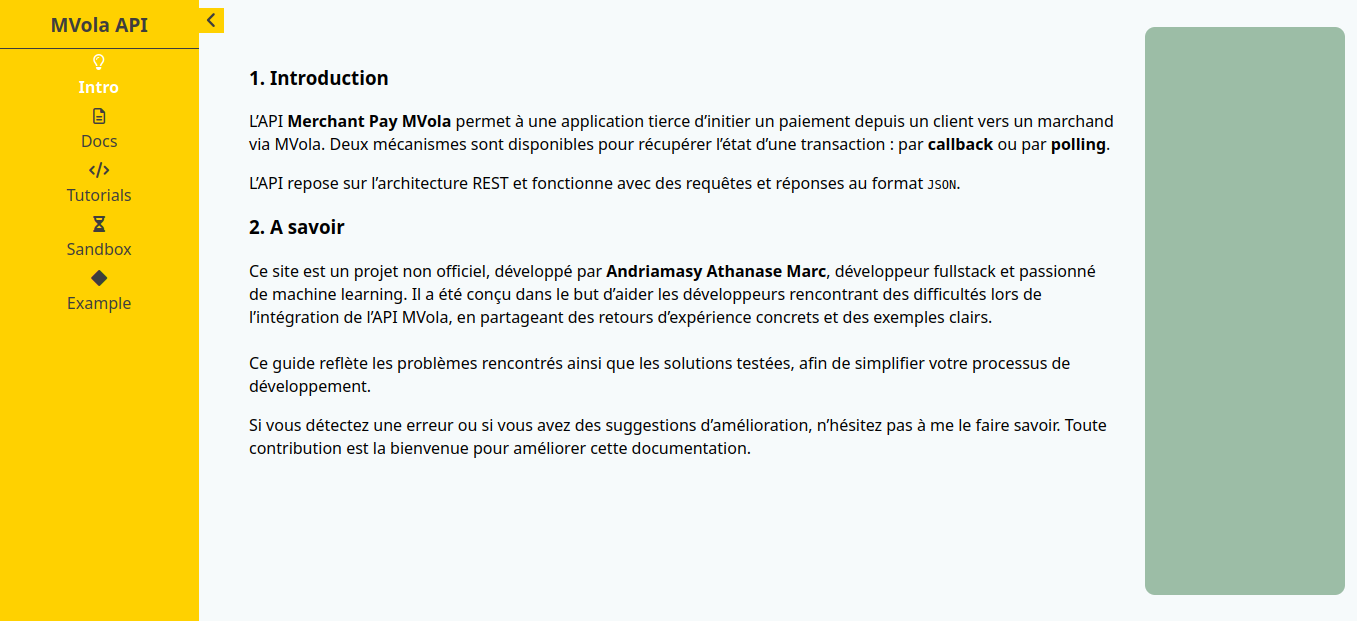 MVola API
Intro
Docs
Tutorials
Sandbox
Example
1. Introduction
L’API Merchant Pay MVola permet à une application tierce d’initier un paiement depuis un client vers un marchand
via MVola. Deux mécanismes sont disponibles pour récupérer l’état d’une transaction : par callback ou par polling.
L’API repose sur l’architecture REST et fonctionne avec des requêtes et réponses au format JSON.
2. A savoir
Ce site est un projet non officiel, développé par Andriamasy Athanase Marc, développeur fullstack et passionné
de machine learning. Il a été conçu dans le but d’aider les développeurs rencontrant des difficultés lors de
l’intégration de l’API MVola, en partageant des retours d’expérience concrets et des exemples clairs.
Ce guide reflète les problèmes rencontrés ainsi que les solutions testées, afin de simplifier votre processus de
développement.
Si vous détectez une erreur ou si vous avez des suggestions d’amélioration, n’hésitez pas à me le faire savoir. Toute
contribution est la bienvenue pour améliorer cette documentation.